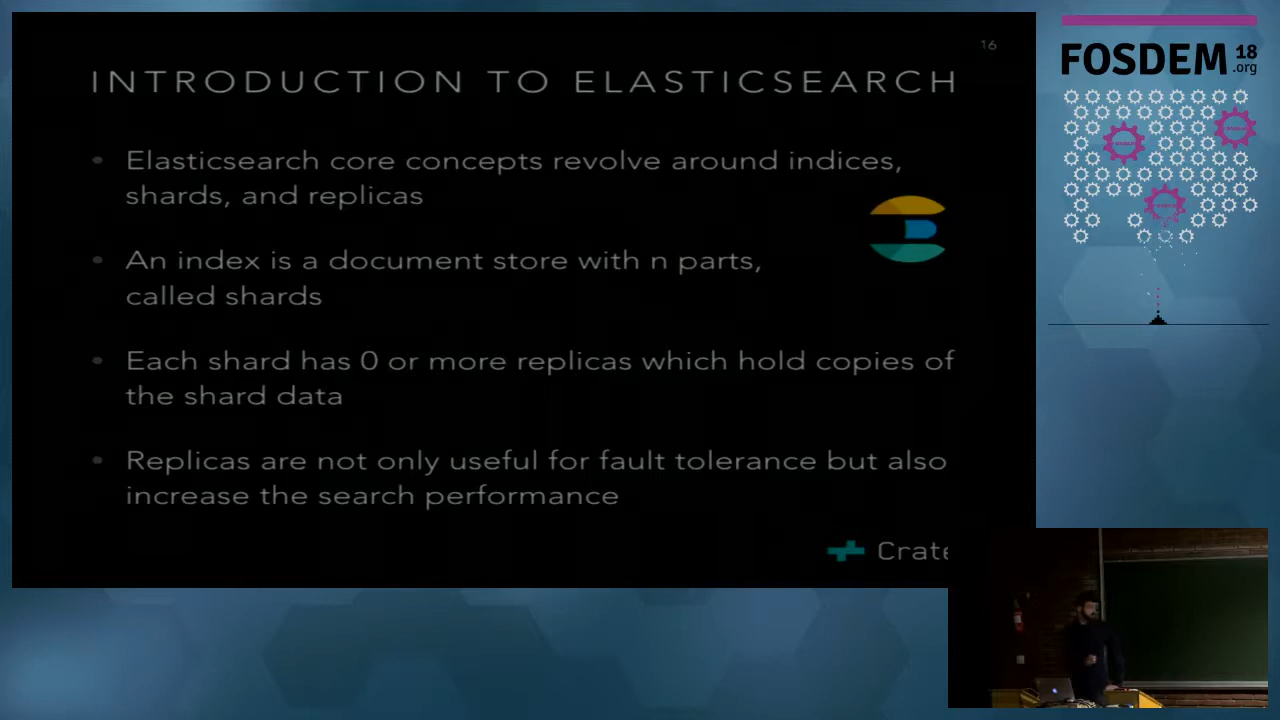 16
INTRODUCTION TO ELASTICSEARCH
Elasticsearch core concepts revolve around indices,
shards, and replicas
An index is a document store with n parts,
called shards
Each shard has 0 or more replicas which hold copies of
the shard data
Replicas are not only useful for fault tolerance but also
increase the search performance
Crate
FOSDEM 18
.org